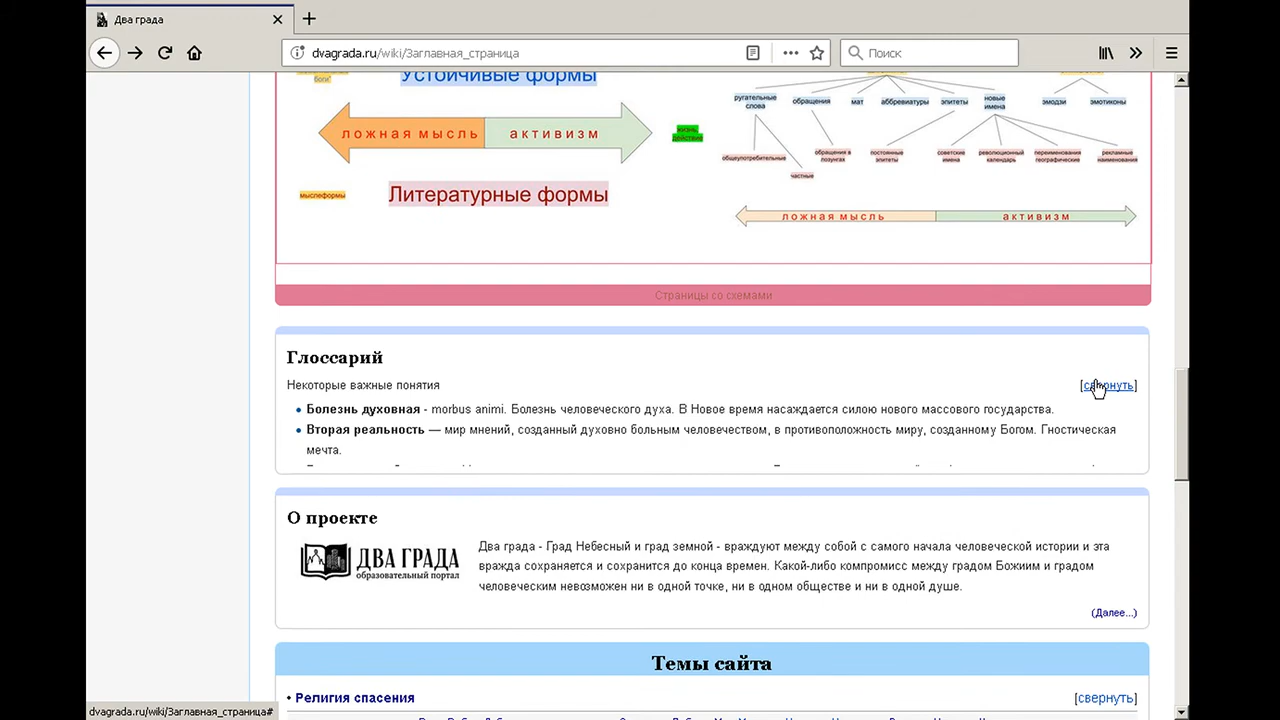 Два града
dvagrada.ru/wiki/Заглавная_страница
Поиск
Устойчивые формы
боги"
ложная мысль
активизм
жизнь,
действие
мыслеформы
Литературные формы
ругательные
слова
обращения
мат
аббревиатуры
эпитеты
новые
имена
эмодзи
эмотиконы
общеупотребительные
обращения в
лозунгах
постоянные
эпитеты
советские
имена
революционный
календарь
переименования
географические
рекламные
наименования
частные
ложная мысль
активизм
Страницы со схемами
Глоссарий
Некоторые важные понятия
[свернуть]
• Болезнь духовная - morbus animi. Болезнь человеческого духа. В Новое время насаждается силою нового массового государства.
• Вторая реальность — мир мнений, созданный духовно больным человечеством, в противоположность миру, созданному Богом. Гностическая
мечта.
О проекте
ДВА ГРАДА
образовательный портал
Два града - Град Небесный и град земной - враждуют между собой с самого начала человеческой истории и эта
вражда сохраняется и сохранится до конца времен. Какой-либо компромисс между градом Божиим и градом
человеческим невозможен ни в одной точке, ни в одном обществе и ни в одной душе.
(Далее...)
Темы сайта
• Религия спасения
[свернуть]
dvagrada.ru/wiki/Заглавная_страница#